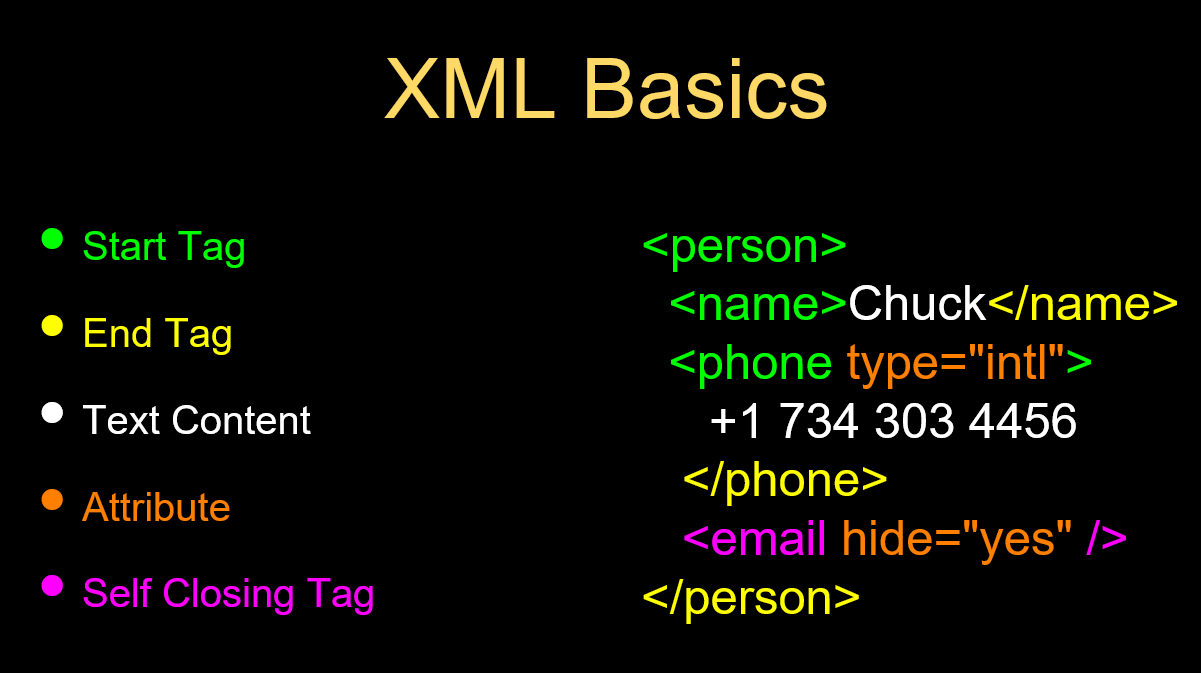 XML Basics
Start Tag
End Tag
Text Content
Attribute
Self Closing Tag
<person>
<name>Chuck</name>
<phone type="intl">
+1 734 303 4456
</phone>
<email hide="yes" />
</person>